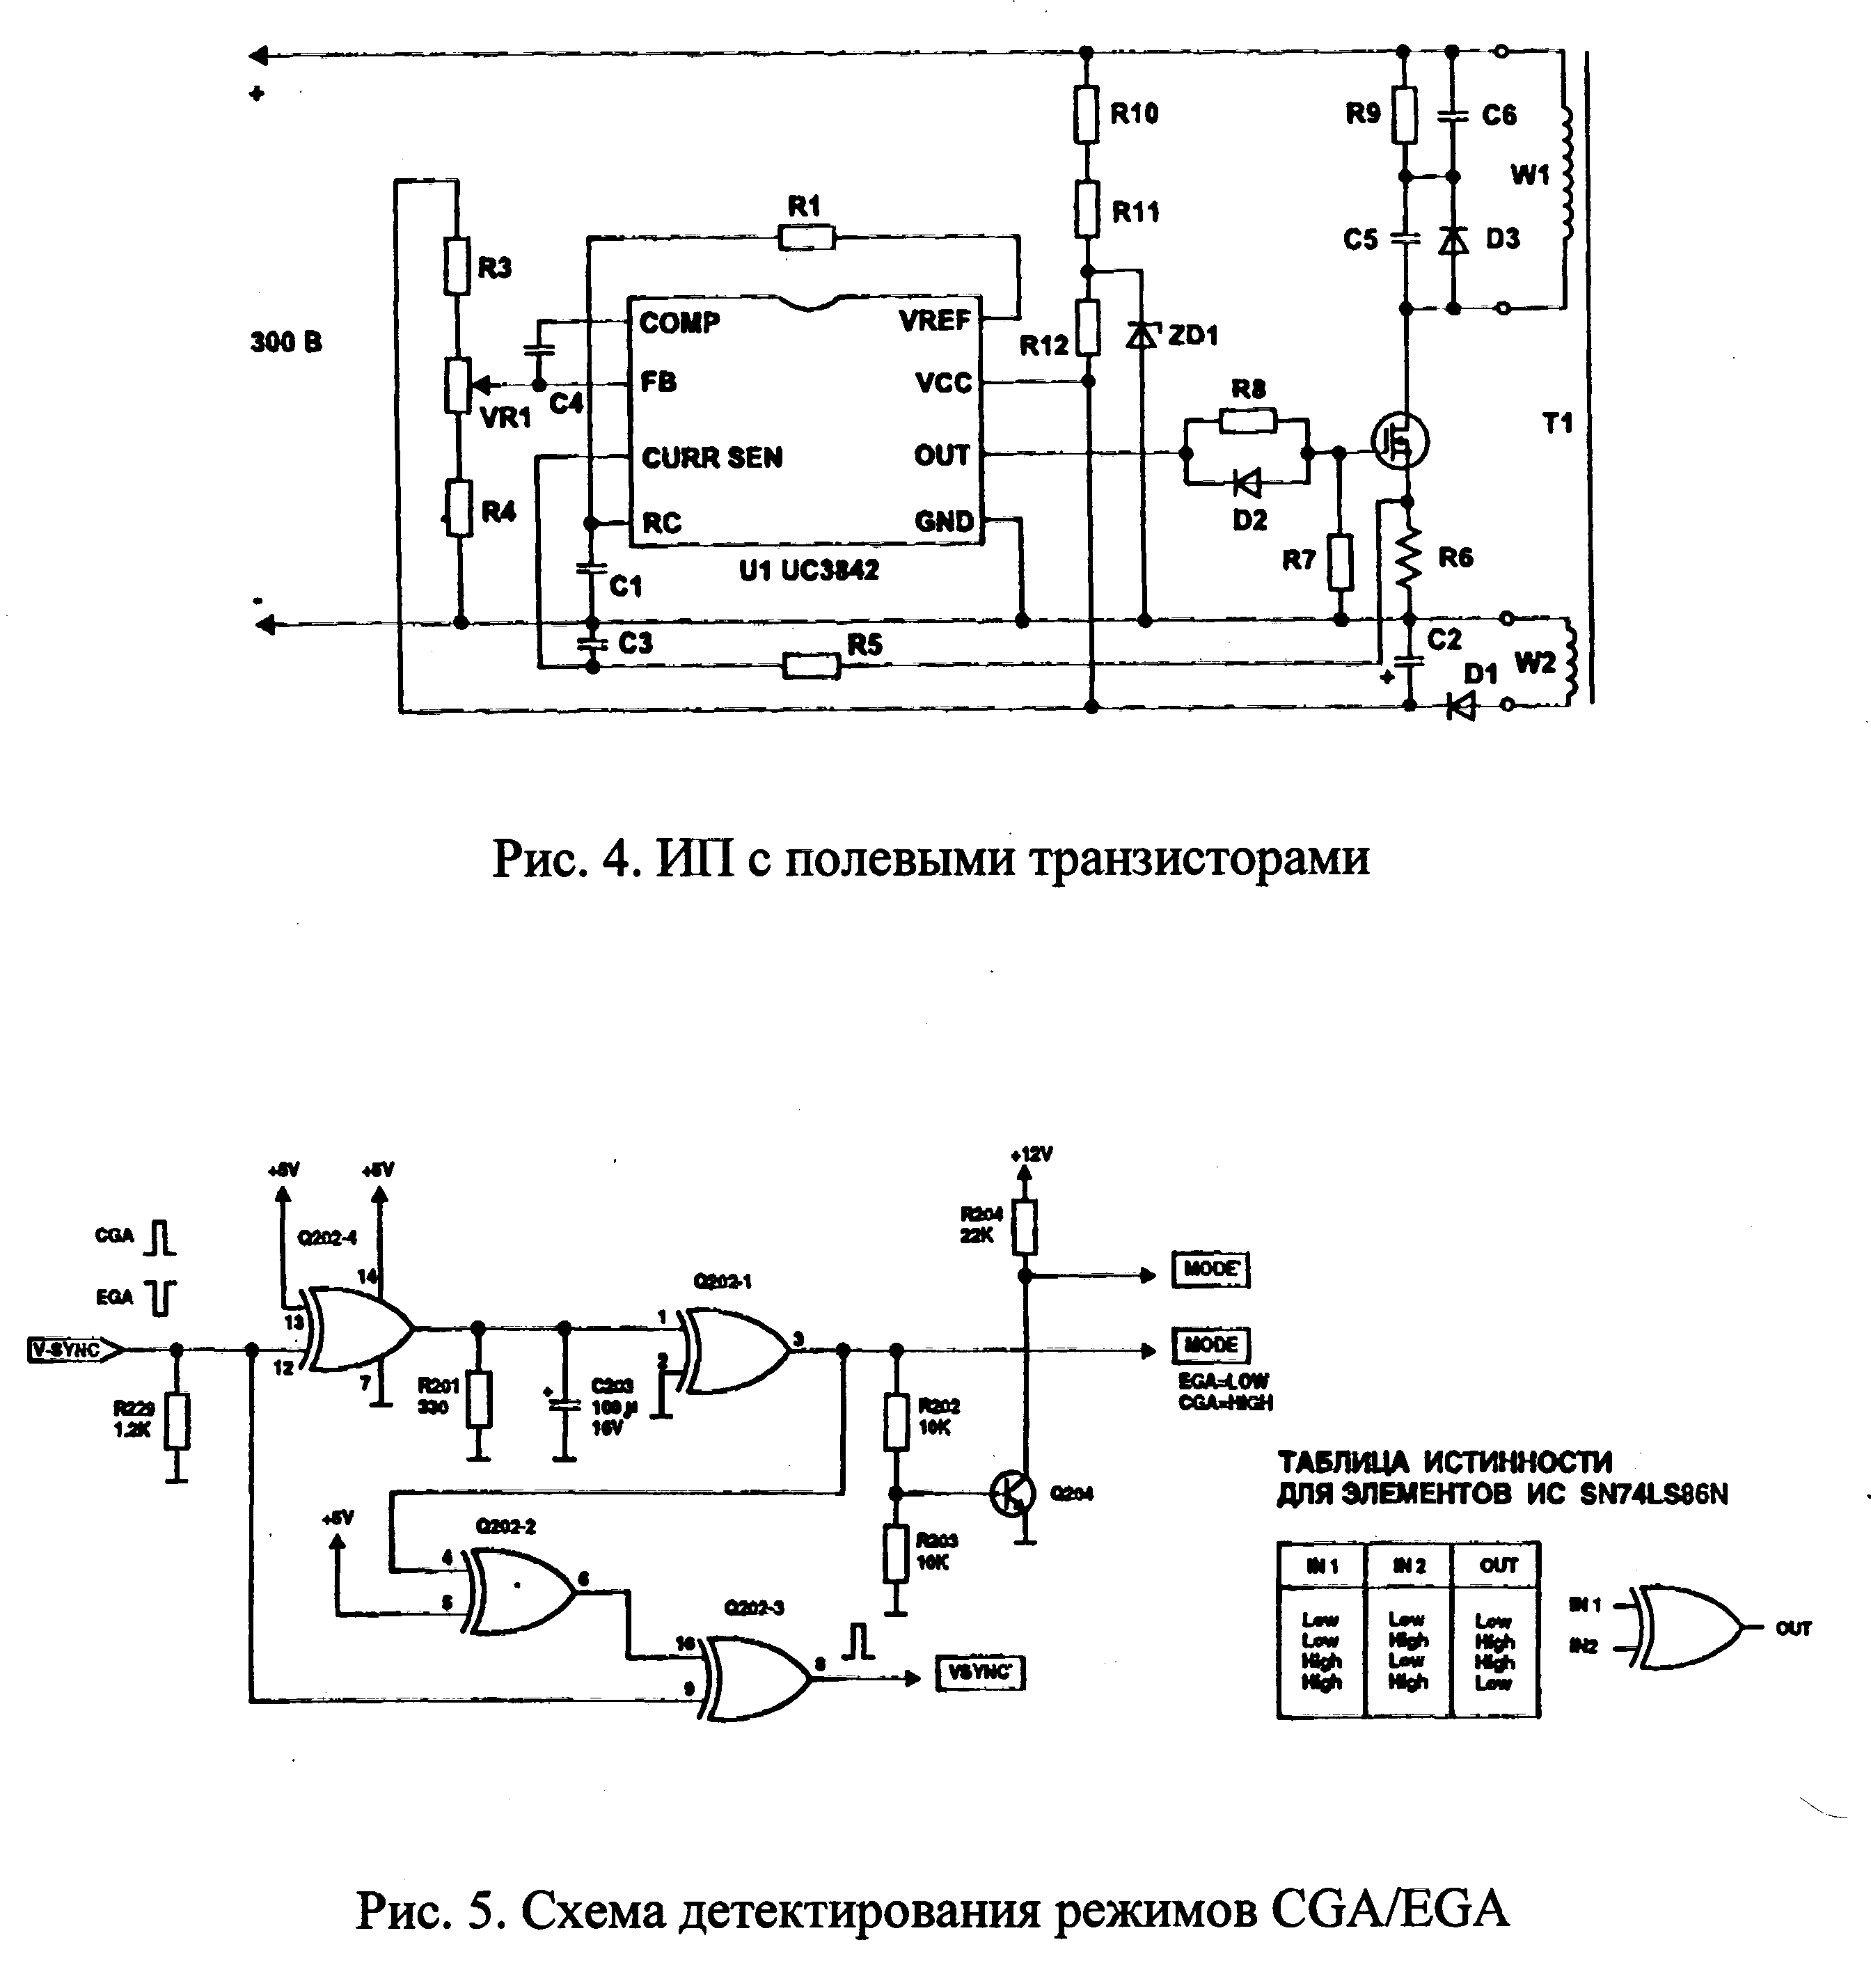 +
R10
R9
C6
W1
R1
R11
C5
D3
R3
300 В
COMP
VREF
R12
ZD1
FB
C4
VCC
VR1
R8
T1
CURR SEN
OUT
R4
RC
GND
D2
R7
R6
U1 UC3842
C1
-
C3
R5
C2
+
D1
W2
Рис. 4. ИП с полевыми транзисторами
+5V
+5V
+12V
CGA
Q202-4
R204
22K
EGA
14
Q202-1
MODE*
13
1
V-SYNC
12
3
MODE
2
7
EGA=LOW
CGA=HIGH
R229
1.2K
R201
330
+
C203
100 µ
16V
R202
10K
ТАБЛИЦА ИСТИННОСТИ
ДЛЯ ЭЛЕМЕНТОВ ИС SN74LS86N
Q204
+5V
Q202-2
R203
10K
4
6
5
IN 1 IN 2 OUT
Low Low Low
Low High High
High Low High
High High Low
IN 1
IN2
OUT
Q202-3
10
8
9
VSYNC*
Рис. 5. Схема детектирования режимов CGA/EGA